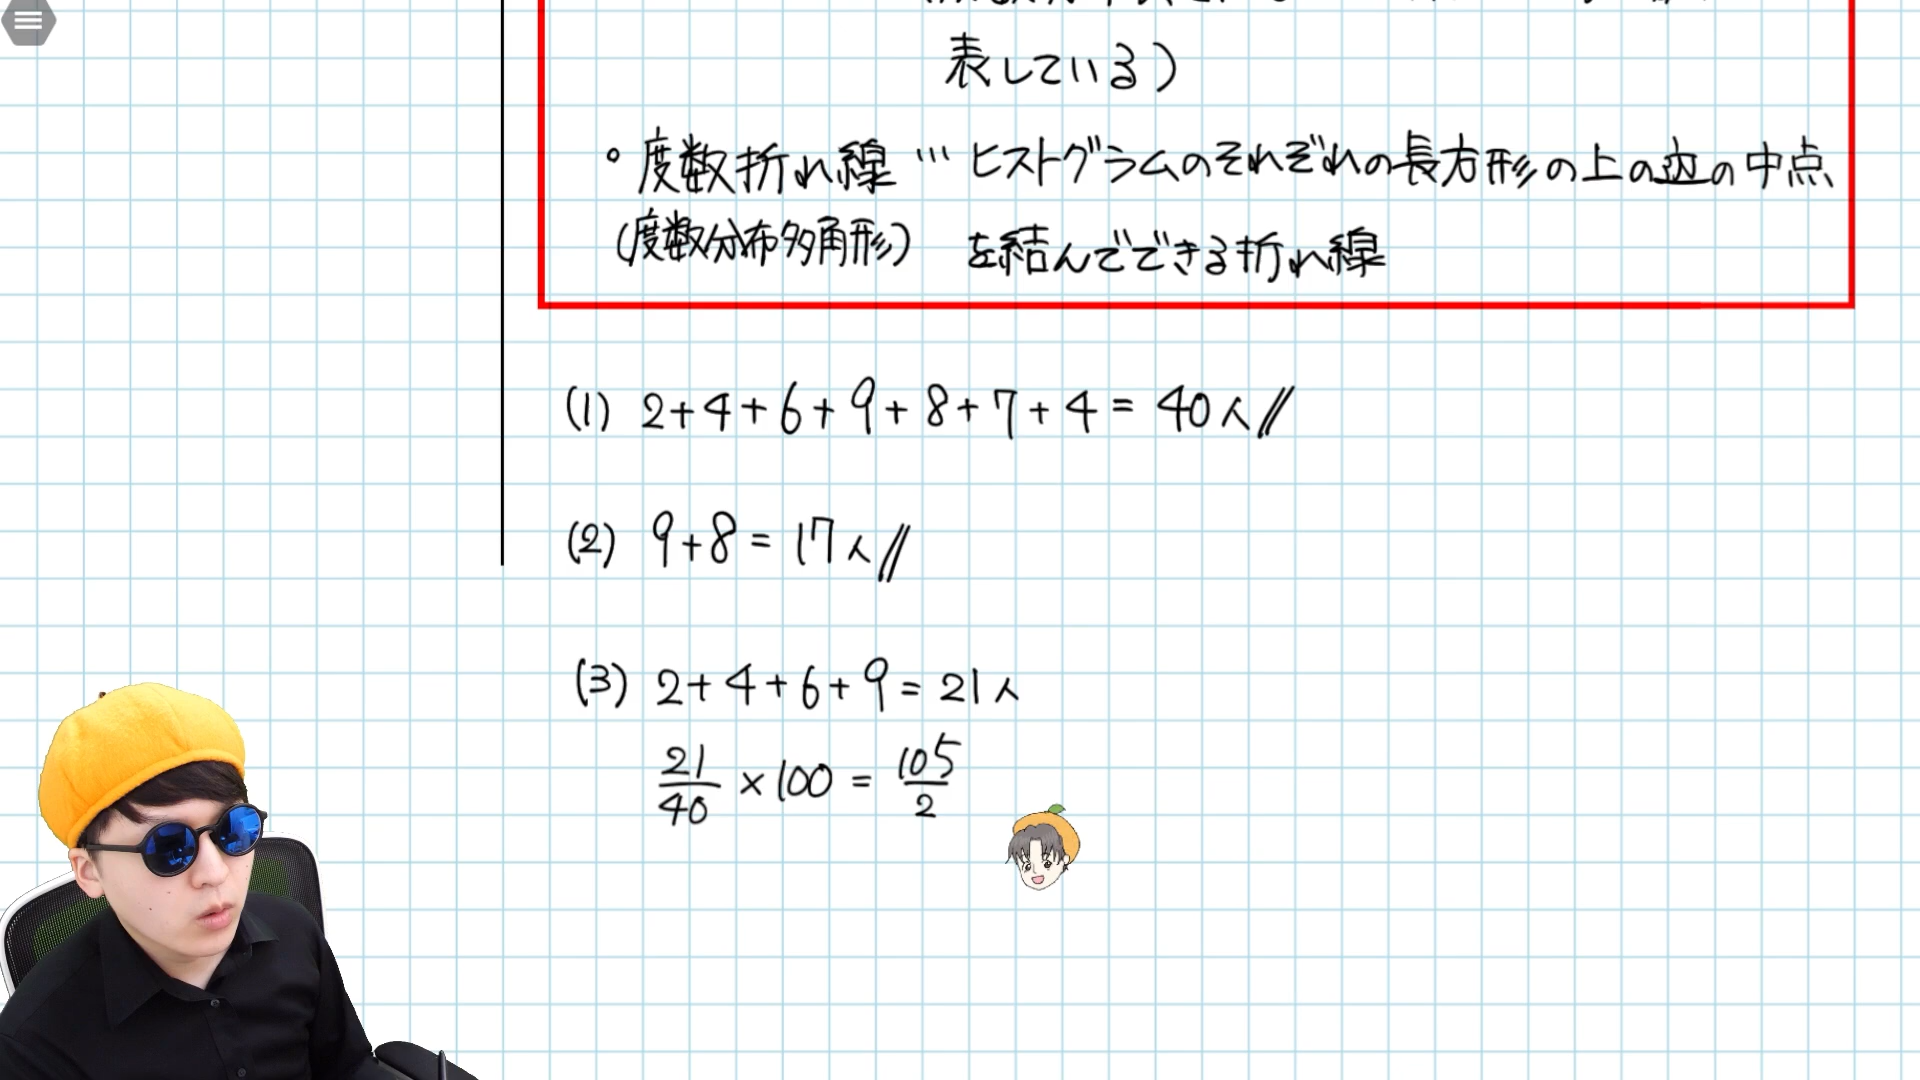 表している)
○ 度数折れ線 … ヒストグラムのそれぞれの長方形の上の辺の中点
(度数分布多角形) を結んでできる折れ線
(1) 2+4+6+9+8+7+4=40人//
(2) 9+8=17人//
(3) 2+4+6+9=21人
21/40 ×100 = 105/2